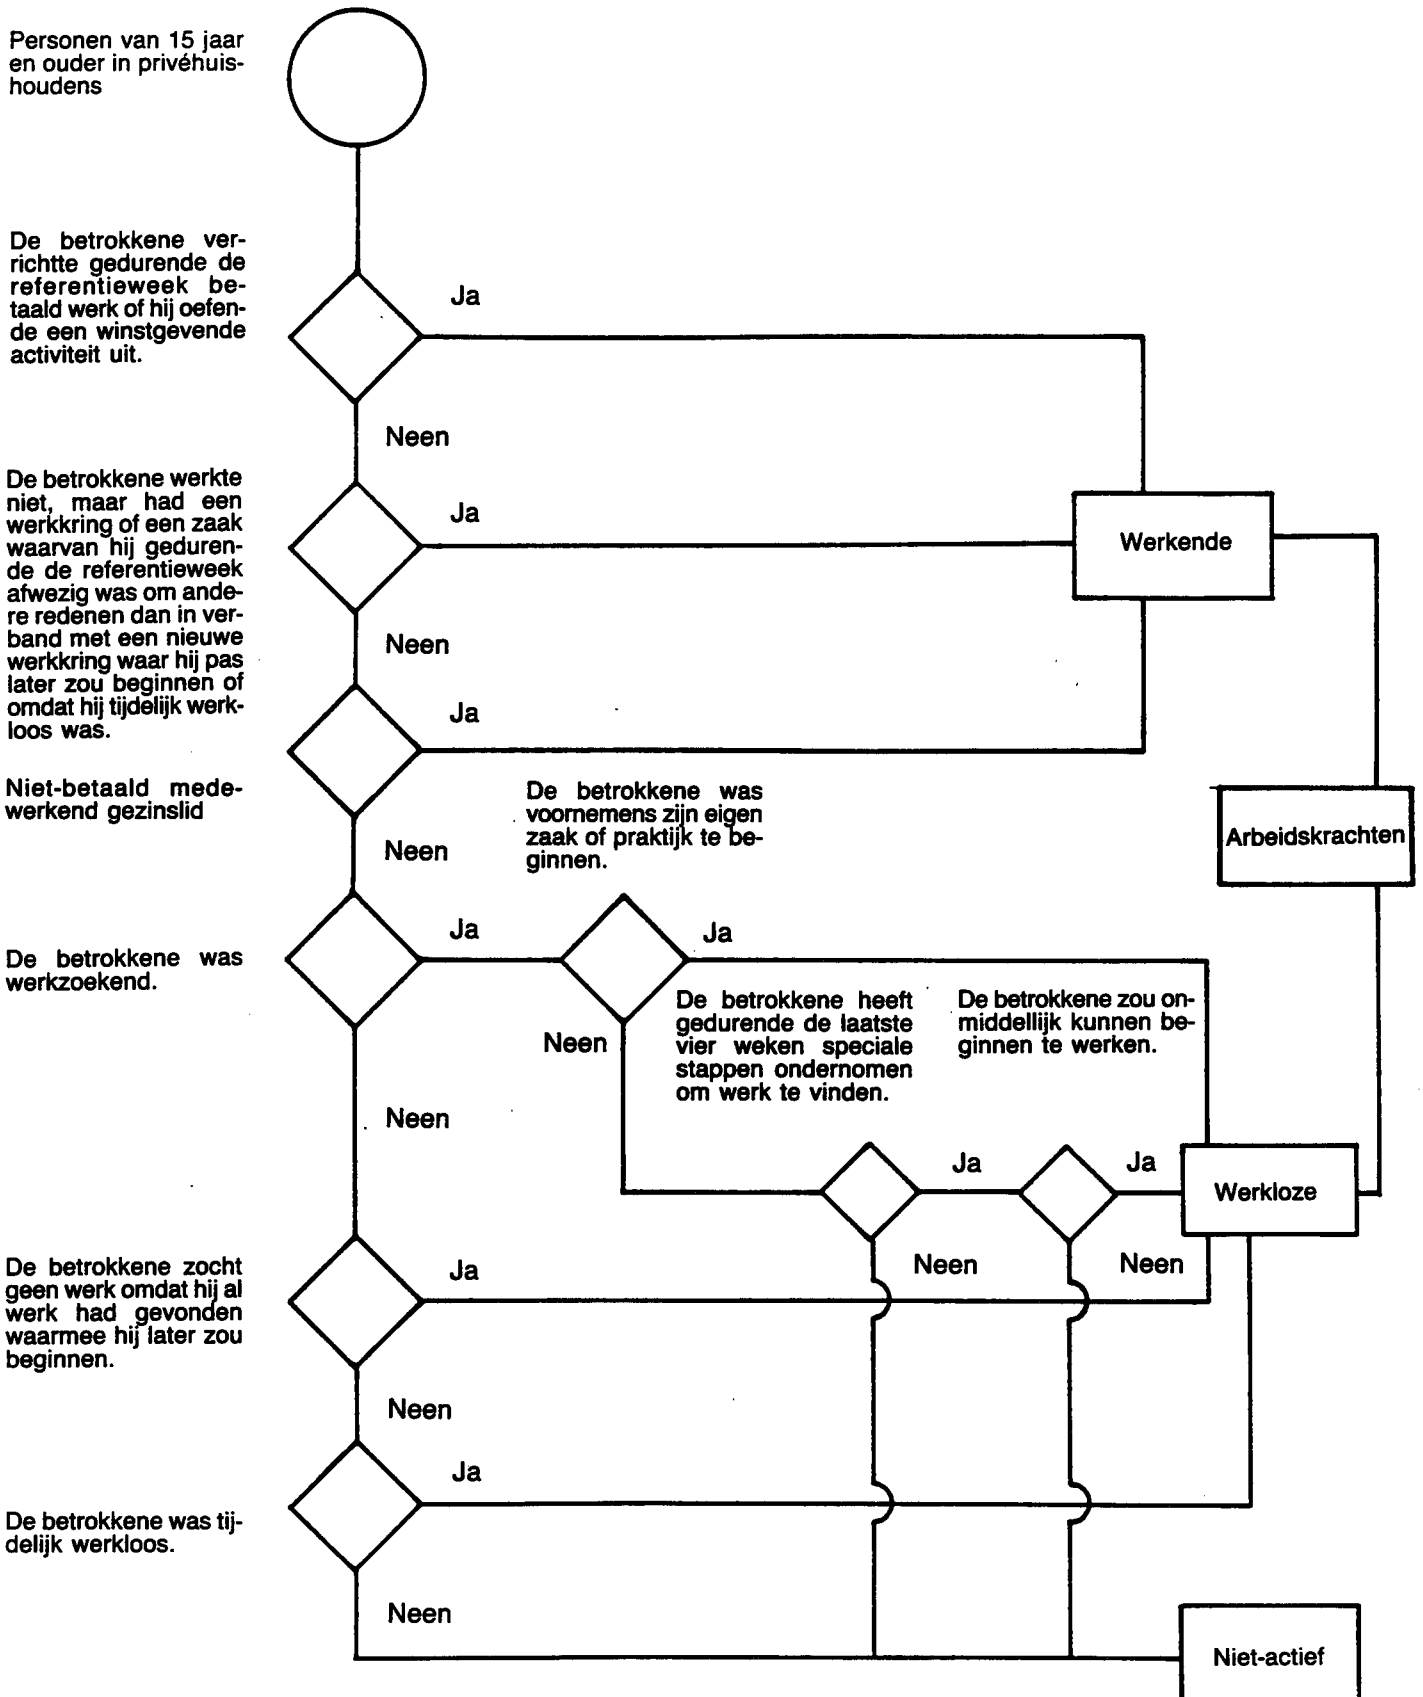 Personen van 15 jaar
en ouder in privéhuis-
houdens
De betrokkene ver-
richtte gedurende de
referentieweek be-
taald werk of hij oefen-
de een winstgevende
activiteit uit.
Ja
Neen
De betrokkene werkte
niet, maar had een
werkkring of een zaak
waarvan hij geduren-
de de referentieweek
afwezig was om ande-
re redenen dan in ver-
band met een nieuwe
werkkring waar hij pas
later zou beginnen of
omdat hij tijdelijk werk-
loos was.
Ja
Werkende
Neen
Ja
Niet-betaald mede-
werkend gezinslid
De betrokkene was
voornemens zijn eigen
zaak of praktijk te be-
ginnen.
Arbeidskrachten
Neen
De betrokkene was
werkzoekend.
Ja
Ja
De betrokkene heeft
gedurende de laatste
vier weken speciale
stappen ondernomen
om werk te vinden.
De betrokkene zou on-
middellijk kunnen be-
ginnen te werken.
Neen
Neen
Ja
Ja
Werkloze
Neen
Neen
De betrokkene zocht
geen werk omdat hij al
werk had gevonden
waarmee hij later zou
beginnen.
Ja
Neen
Ja
De betrokkene was tij-
delijk werkloos.
Neen
Niet-actief